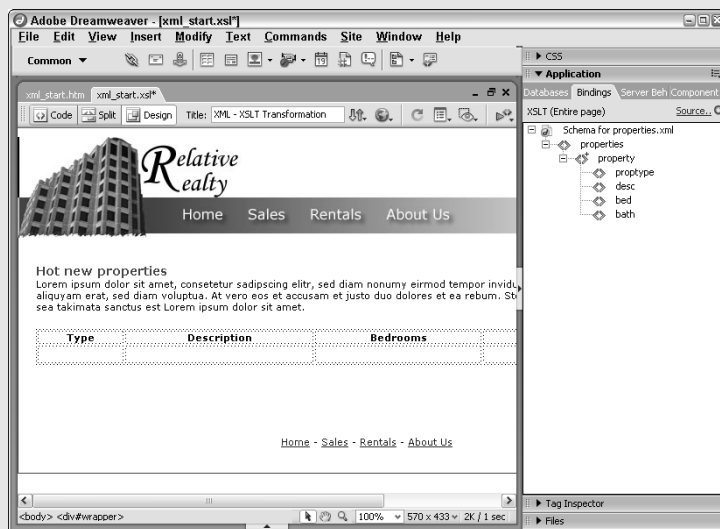 Adobe Dreamweaver - [xml_start.xsl*]
File Edit View Insert Modify Text Commands Site Window Help
Common
19
CSS
Application
Databases Bindings Server Beh Component
XSLT (Entire page) Source..
Schema for properties.xml
properties
property
proptype
desc
bed
bath
xml_start.htm xml_start.xsl*
Code Split Design Title: XML - XSLT Transformation
Relative
Realty
Home Sales Rentals About Us
Hot new properties
Lorem ipsum dolor sit amet, consetetur sadipscing elitr, sed diam nonumy eirmod tempor invidu
aliquyam erat, sed diam voluptua. At vero eos et accusam et justo duo dolores et ea rebum. Ste
sea takimata sanctus est Lorem ipsum dolor sit amet.
Type Description Bedrooms
Home - Sales - Rentals - About Us
<body> <div#wrapper> 100% 570 x 433 2K / 1 sec
Tag Inspector
Files